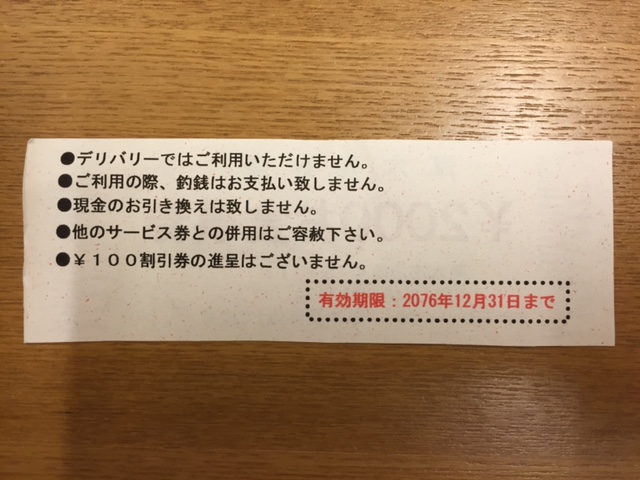 ●デリバリーではご利用いただけません。
●ご利用の際、釣銭はお支払い致しません。
●現金のお引き換えは致しません。
●他のサービス券との併用はご容赦下さい。
●￥１００割引券の進呈はございません。
有効期限：2076年12月31日まで